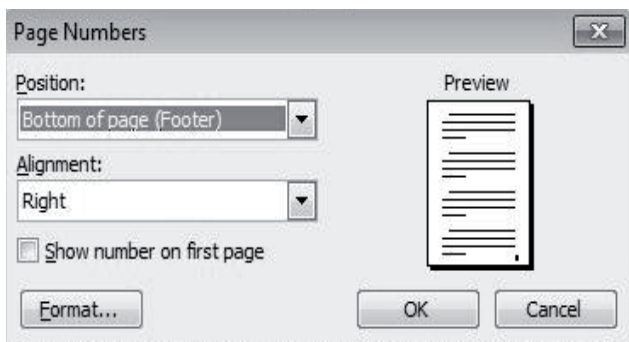 Page Numbers
Position:
Preview
Bottom of page (Footer)
Alignment:
Right
Show number on first page
Format...
OK
Cancel